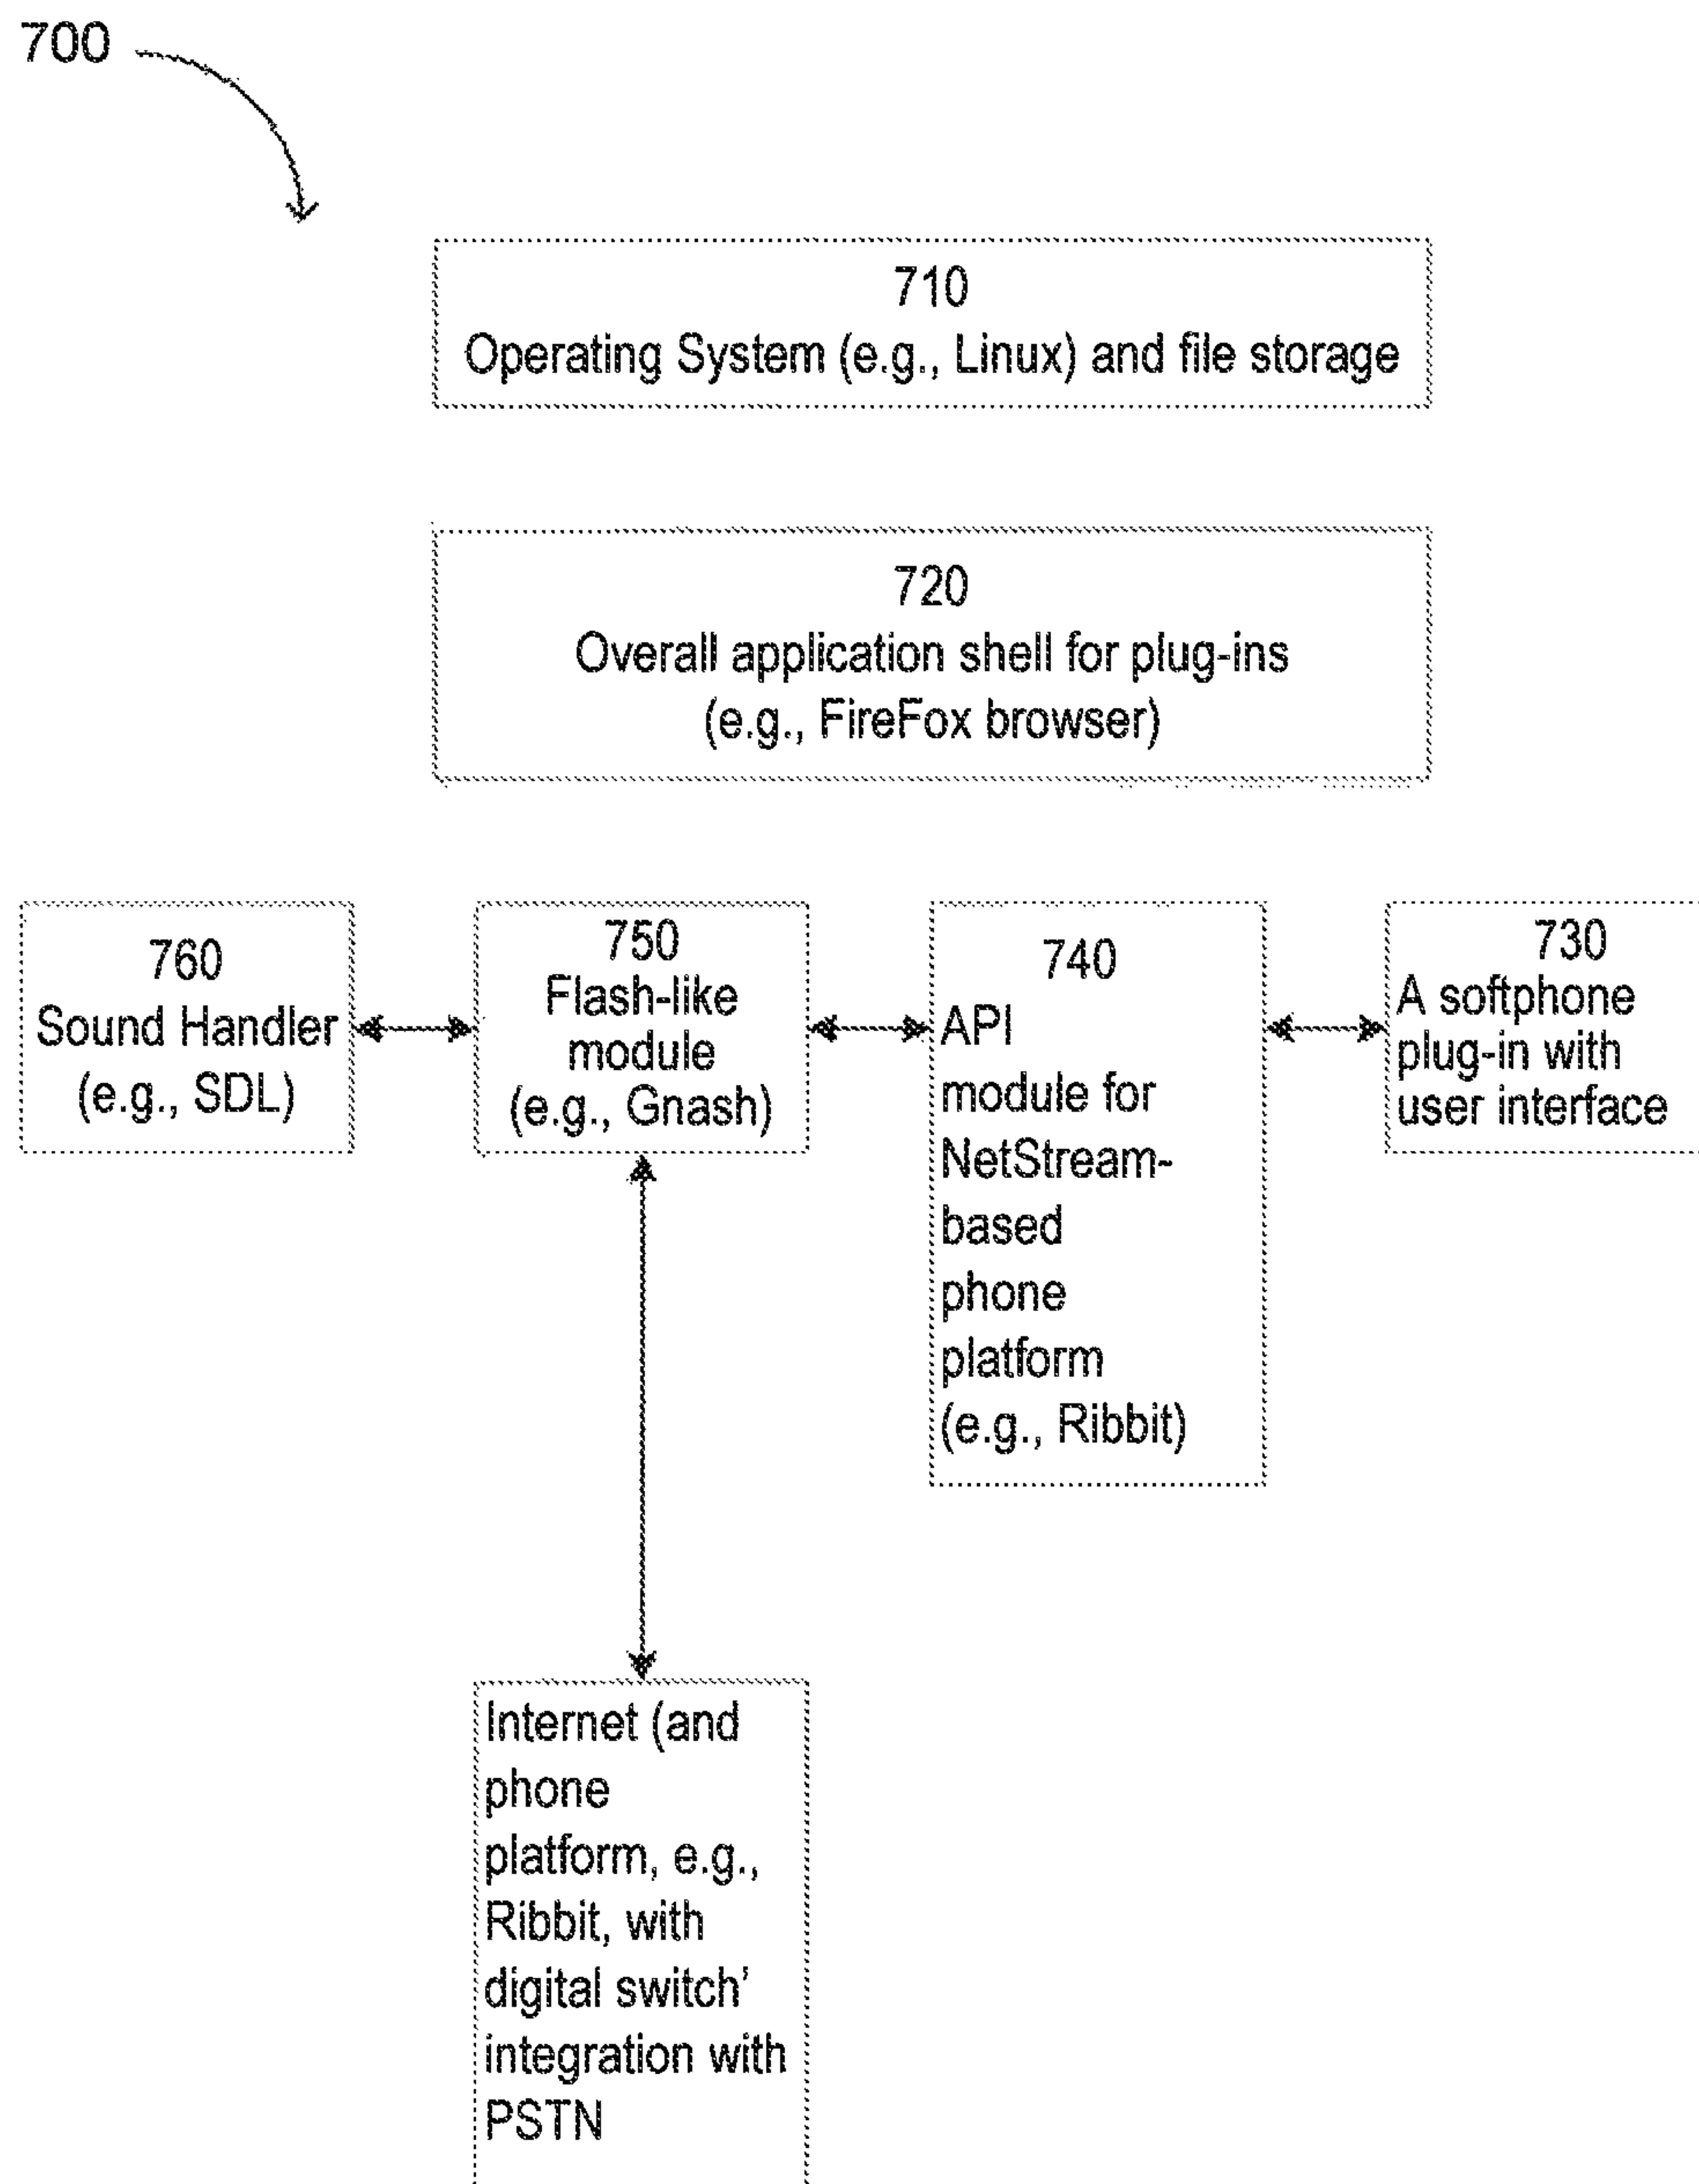 700
710
Operating System (e.g., Linux) and file storage
720
Overall application shell for plug-ins
(e.g., FireFox browser)
760
Sound Handler
(e.g., SDL)
750
Flash-like
module
(e.g., Gnash)
740
API
module for
NetStream-
based
phone
platform
(e.g., Ribbit)
730
A softphone
plug-in with
user interface
Internet (and
phone
platform, e.g.,
Ribbit, with
digital switch’
integration with
PSTN